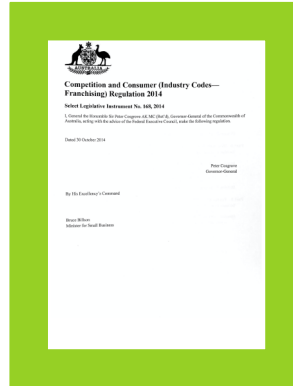 AUSTRALIA
Competition and Consumer (Industry Codes—
Franchising) Regulation 2014
Select Legislative Instrument No. 168, 2014
I, General the Honourable Sir Peter Cosgrove AK MC (Ret'd), Governor-General of the Commonwealth of
Australia, acting with the advice of the Federal Executive Council, make the following regulation.
Dated 30 October 2014
Peter Cosgrove
Governor-General
By His Excellency's Command
Bruce Billson
Minister for Small Business